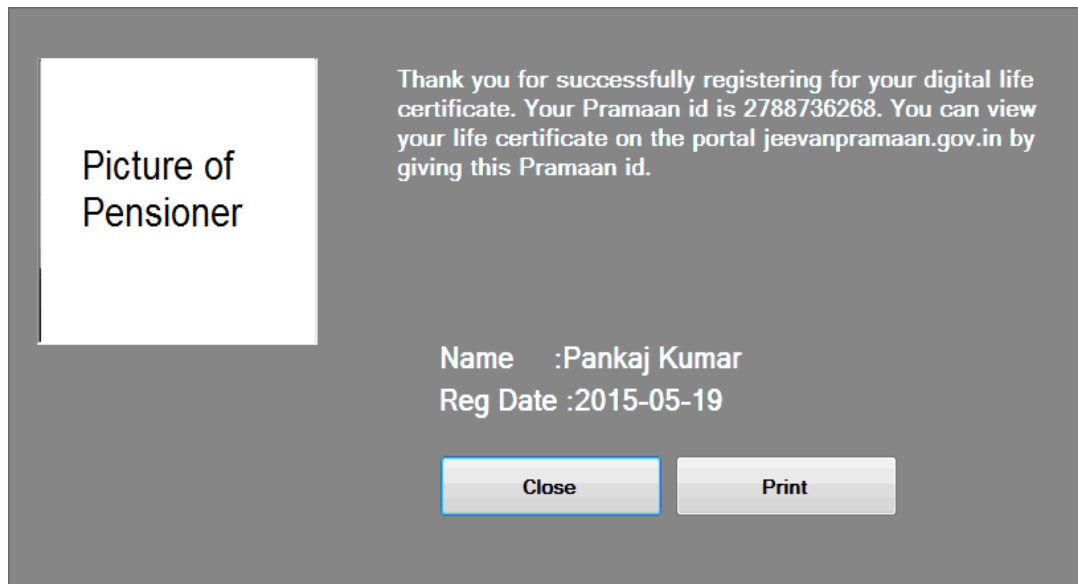 Picture of
Pensioner
Thank you for successfully registering for your digital life
certificate. Your Pramaan id is 2788736268. You can view
your life certificate on the portal jeevanpramaan.gov.in by
giving this Pramaan id.
Name :Pankaj Kumar
Reg Date :2015-05-19
Close Print